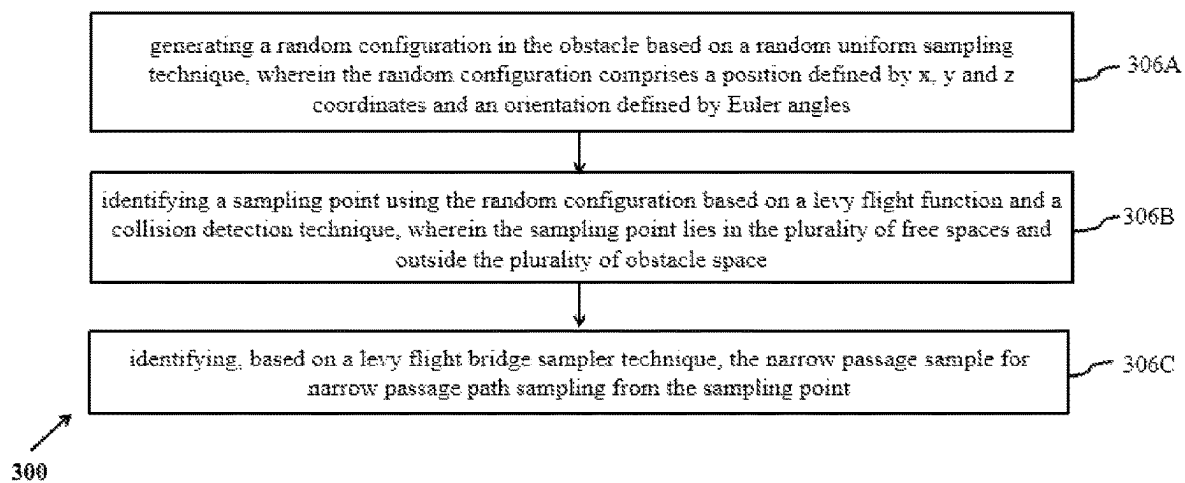 generating a random configuration in the obstacle based on a random uniform sampling
technique, wherein the random configuration comprises a position defined by x, y and z
coordinates and an orientation defined by Euler angles
306A
identifying a sampling point using the random configuration based on a levy flight function and a
collision detection technique, wherein the sampling point lies in the plurality of free spaces and
outside the plurality of obstacle space
306B
identifying, based on a levy flight bridge sampler technique, the narrow passage sample for
narrow passage path sampling from the sampling point
306C
300